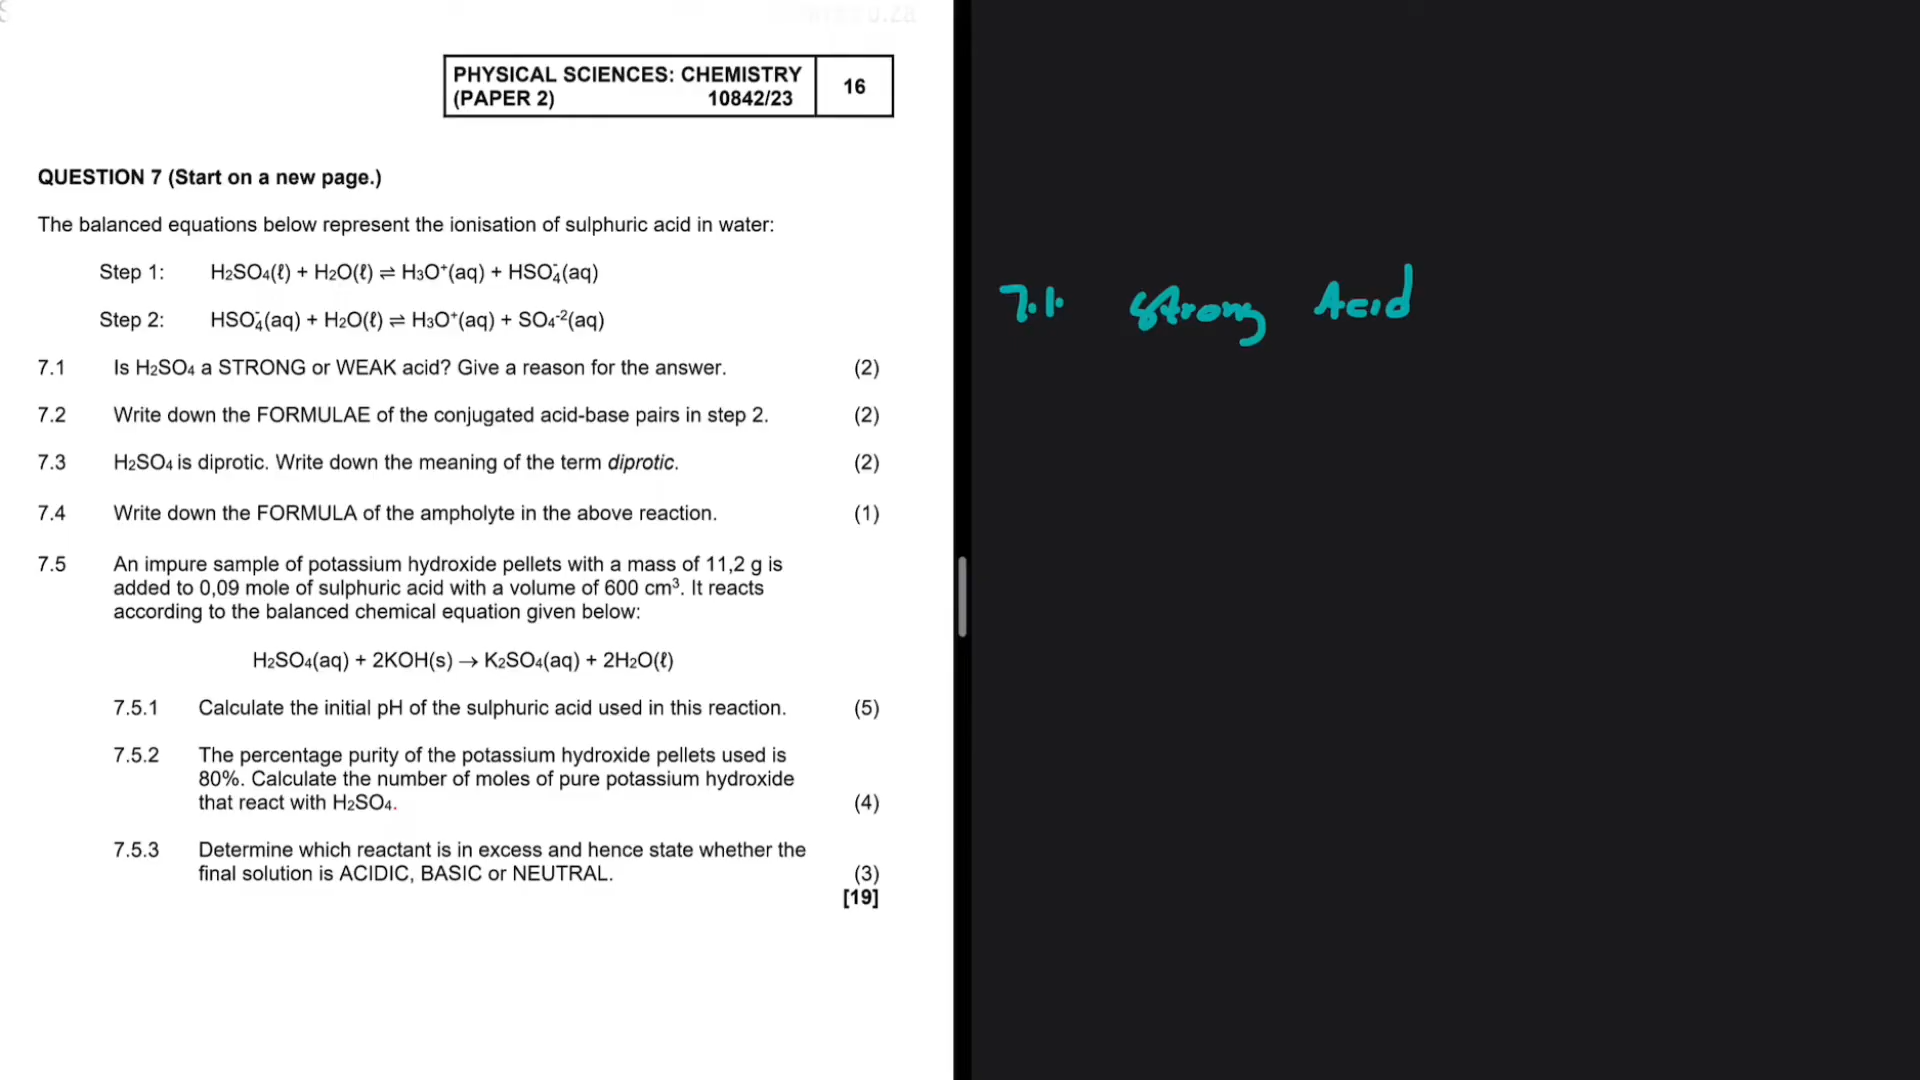 PHYSICAL SCIENCES: CHEMISTRY
(PAPER 2) 10842/23
16
QUESTION 7 (Start on a new page.)
The balanced equations below represent the ionisation of sulphuric acid in water:
Step 1: H₂SO₄(ℓ) + H₂O(ℓ) ⇌ H₃O⁺(aq) + HSO₄⁻(aq)
Step 2: HSO₄⁻(aq) + H₂O(ℓ) ⇌ H₃O⁺(aq) + SO₄⁻²(aq)
7.1 Is H₂SO₄ a STRONG or WEAK acid? Give a reason for the answer. (2)
7.2 Write down the FORMULAE of the conjugated acid-base pairs in step 2. (2)
7.3 H₂SO₄ is diprotic. Write down the meaning of the term diprotic. (2)
7.4 Write down the FORMULA of the ampholyte in the above reaction. (1)
7.5 An impure sample of potassium hydroxide pellets with a mass of 11,2 g is
added to 0,09 mole of sulphuric acid with a volume of 600 cm³. It reacts
according to the balanced chemical equation given below:
H₂SO₄(aq) + 2KOH(s) → K₂SO₄(aq) + 2H₂O(ℓ)
7.5.1 Calculate the initial pH of the sulphuric acid used in this reaction. (5)
7.5.2 The percentage purity of the potassium hydroxide pellets used is
80%. Calculate the number of moles of pure potassium hydroxide
that react with H₂SO₄. (4)
7.5.3 Determine which reactant is in excess and hence state whether the
final solution is ACIDIC, BASIC or NEUTRAL. (3)
[19]
7.1. Strong Acid